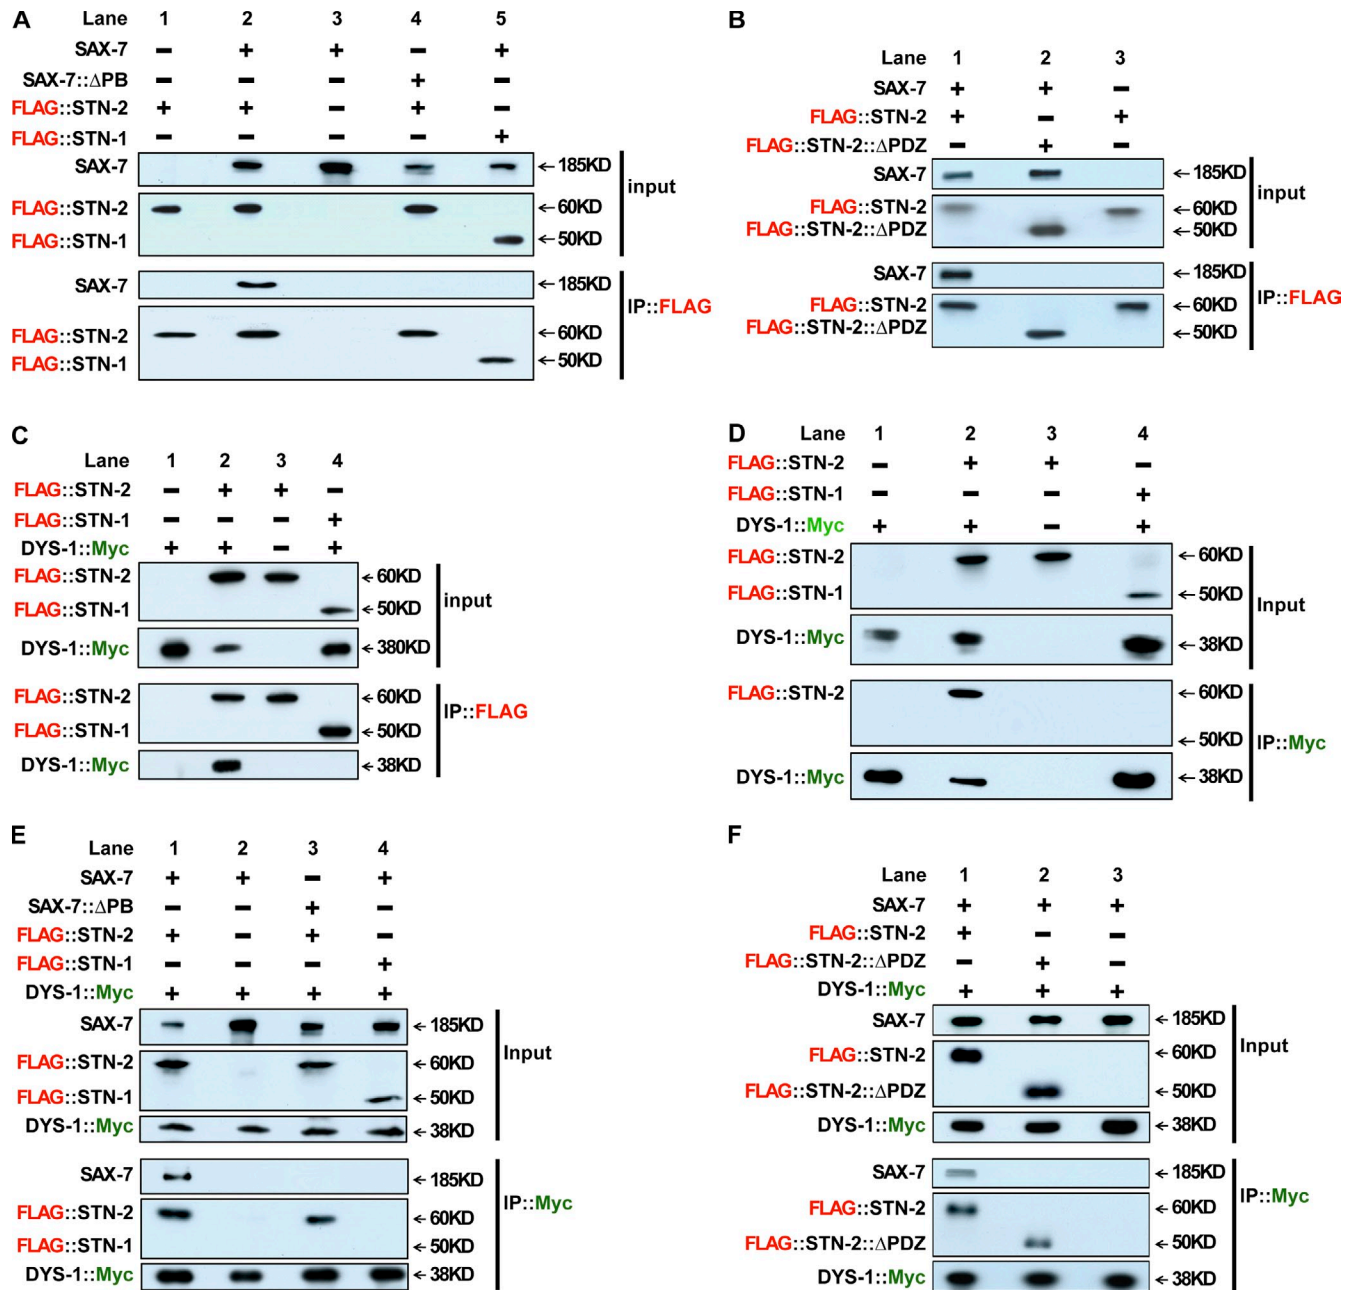 A
Lane 1 2 3 4 5
SAX-7 – + + – +
SAX-7::ΔPB – – – + –
FLAG::STN-2 + + – + –
FLAG::STN-1 – – – – +
SAX-7 ←185KD
FLAG::STN-2 ←60KD
FLAG::STN-1 ←50KD
input
SAX-7 ←185KD
FLAG::STN-2 ←60KD
FLAG::STN-1 ←50KD
IP::FLAG
B
Lane 1 2 3
SAX-7 + + –
FLAG::STN-2 + – +
FLAG::STN-2::ΔPDZ – + –
SAX-7 ←185KD
FLAG::STN-2 ←60KD
FLAG::STN-2::ΔPDZ ←50KD
input
SAX-7 ←185KD
FLAG::STN-2 ←60KD
FLAG::STN-2::ΔPDZ ←50KD
IP::FLAG
C
Lane 1 2 3 4
FLAG::STN-2 – + + –
FLAG::STN-1 – – – +
DYS-1::Myc + + – +
FLAG::STN-2 ←60KD
FLAG::STN-1 ←50KD
DYS-1::Myc ←380KD
input
FLAG::STN-2 ←60KD
FLAG::STN-1 ←50KD
DYS-1::Myc ←38KD
IP::FLAG
D
Lane 1 2 3 4
FLAG::STN-2 – + + –
FLAG::STN-1 – – – +
DYS-1::Myc + + – +
FLAG::STN-2 ←60KD
FLAG::STN-1 ←50KD
DYS-1::Myc ←38KD
Input
FLAG::STN-2 ←60KD
←50KD
DYS-1::Myc ←38KD
IP::Myc
E
Lane 1 2 3 4
SAX-7 + + – +
SAX-7::ΔPB – – + –
FLAG::STN-2 + – + –
FLAG::STN-1 – – – +
DYS-1::Myc + + + +
SAX-7 ←185KD
FLAG::STN-2 ←60KD
FLAG::STN-1 ←50KD
DYS-1::Myc ←38KD
Input
SAX-7 ←185KD
FLAG::STN-2 ←60KD
FLAG::STN-1 ←50KD
DYS-1::Myc ←38KD
IP::Myc
F
Lane 1 2 3
SAX-7 + + +
FLAG::STN-2 + – –
FLAG::STN-2::ΔPDZ – + –
DYS-1::Myc + + +
SAX-7 ←185KD
FLAG::STN-2 ←60KD
FLAG::STN-2::ΔPDZ ←50KD
DYS-1::Myc ←38KD
Input
SAX-7 ←185KD
FLAG::STN-2 ←60KD
FLAG::STN-2::ΔPDZ ←50KD
DYS-1::Myc ←38KD
IP::Myc